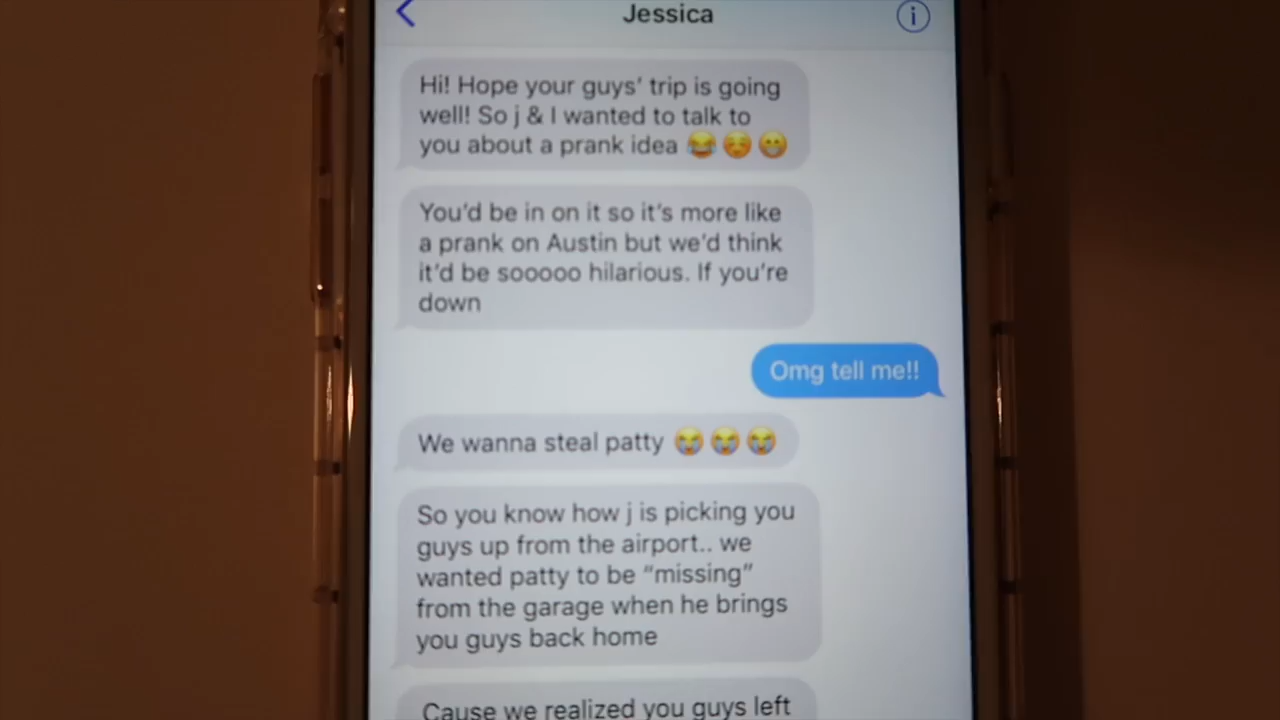 Jessica
Hi! Hope your guys' trip is going
well! So j & I wanted to talk to
you about a prank idea 😂☺️😁
You'd be in on it so it's more like
a prank on Austin but we'd think
it'd be sooooo hilarious. If you're
down
Omg tell me!!
We wanna steal patty 😭😭😭
So you know how j is picking you
guys up from the airport.. we
wanted patty to be “missing”
from the garage when he brings
you guys back home
Cause we realized you guys left